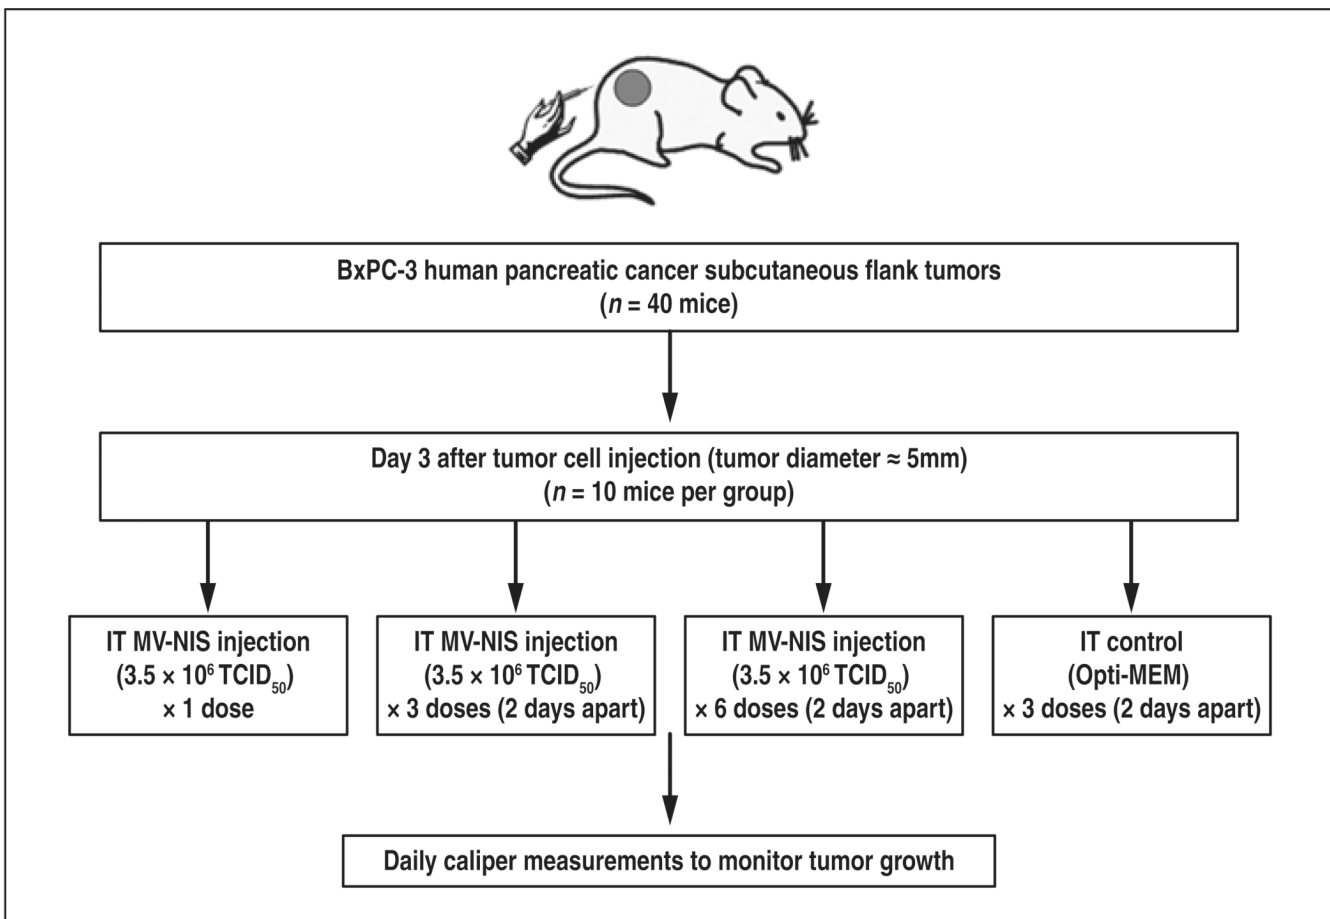 BxPC-3 human pancreatic cancer subcutaneous flank tumors
(n = 40 mice)
Day 3 after tumor cell injection (tumor diameter ≈ 5mm)
(n = 10 mice per group)
IT MV-NIS injection
(3.5 × 10⁶ TCID₅₀)
× 1 dose
IT MV-NIS injection
(3.5 × 10⁶ TCID₅₀)
× 3 doses (2 days apart)
IT MV-NIS injection
(3.5 × 10⁶ TCID₅₀)
× 6 doses (2 days apart)
IT control
(Opti-MEM)
× 3 doses (2 days apart)
Daily caliper measurements to monitor tumor growth